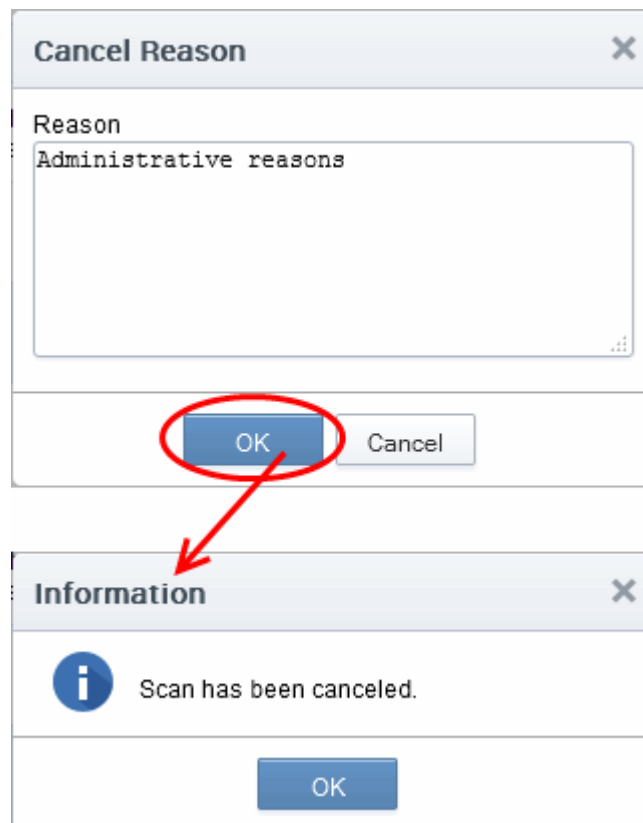 Cancel Reason
Reason
Administrative reasons
OK
Cancel
Information
Scan has been canceled.
OK